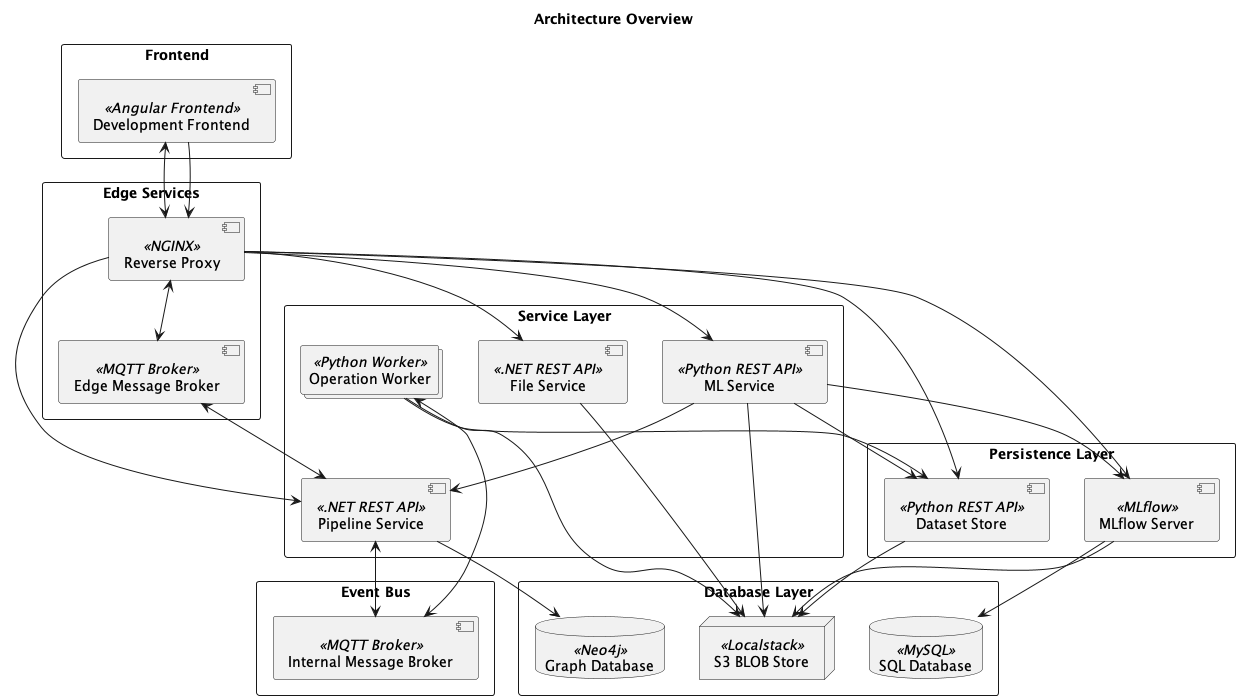 Architecture Overview
Frontend
«Angular Frontend»
Development Frontend
Edge Services
«NGINX»
Reverse Proxy
«MQTT Broker»
Edge Message Broker
Service Layer
«Python Worker»
Operation Worker
«.NET REST API»
File Service
«Python REST API»
ML Service
«.NET REST API»
Pipeline Service
Persistence Layer
«Python REST API»
Dataset Store
«MLflow»
MLflow Server
Event Bus
«MQTT Broker»
Internal Message Broker
Database Layer
«Neo4j»
Graph Database
«Localstack»
S3 BLOB Store
«MySQL»
SQL Database